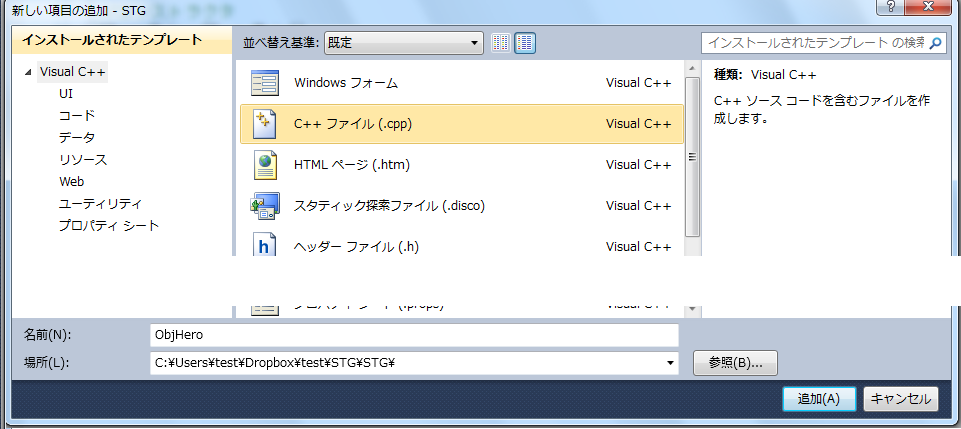 新しい項目の追加 - STG
インストールされたテンプレート
並べ替え基準: 既定
インストールされたテンプレート の検索
Visual C++
UI
コード
データ
リソース
Web
ユーティリティ
プロパティ シート
Windows フォーム Visual C++
C++ ファイル (.cpp) Visual C++
HTML ページ (.htm) Visual C++
スタティック探索ファイル (.disco) Visual C++
ヘッダー ファイル (.h) Visual C++
種類: Visual C++
C++ ソース コードを含むファイルを作
成します。
名前(N): ObjHero
場所(L): C:¥Users¥test¥Dropbox¥test¥STG¥STG¥
参照(B)...
追加(A) キャンセル